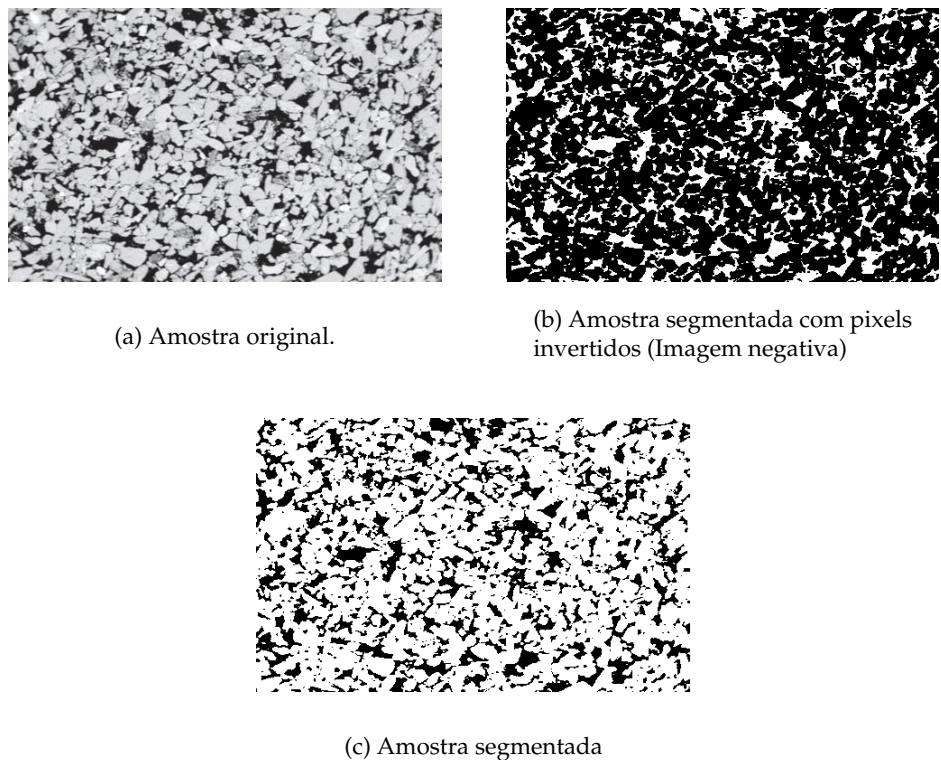 (a) Amostra original.
(b) Amostra segmentada com pixels
invertidos (Imagem negativa)
(c) Amostra segmentada